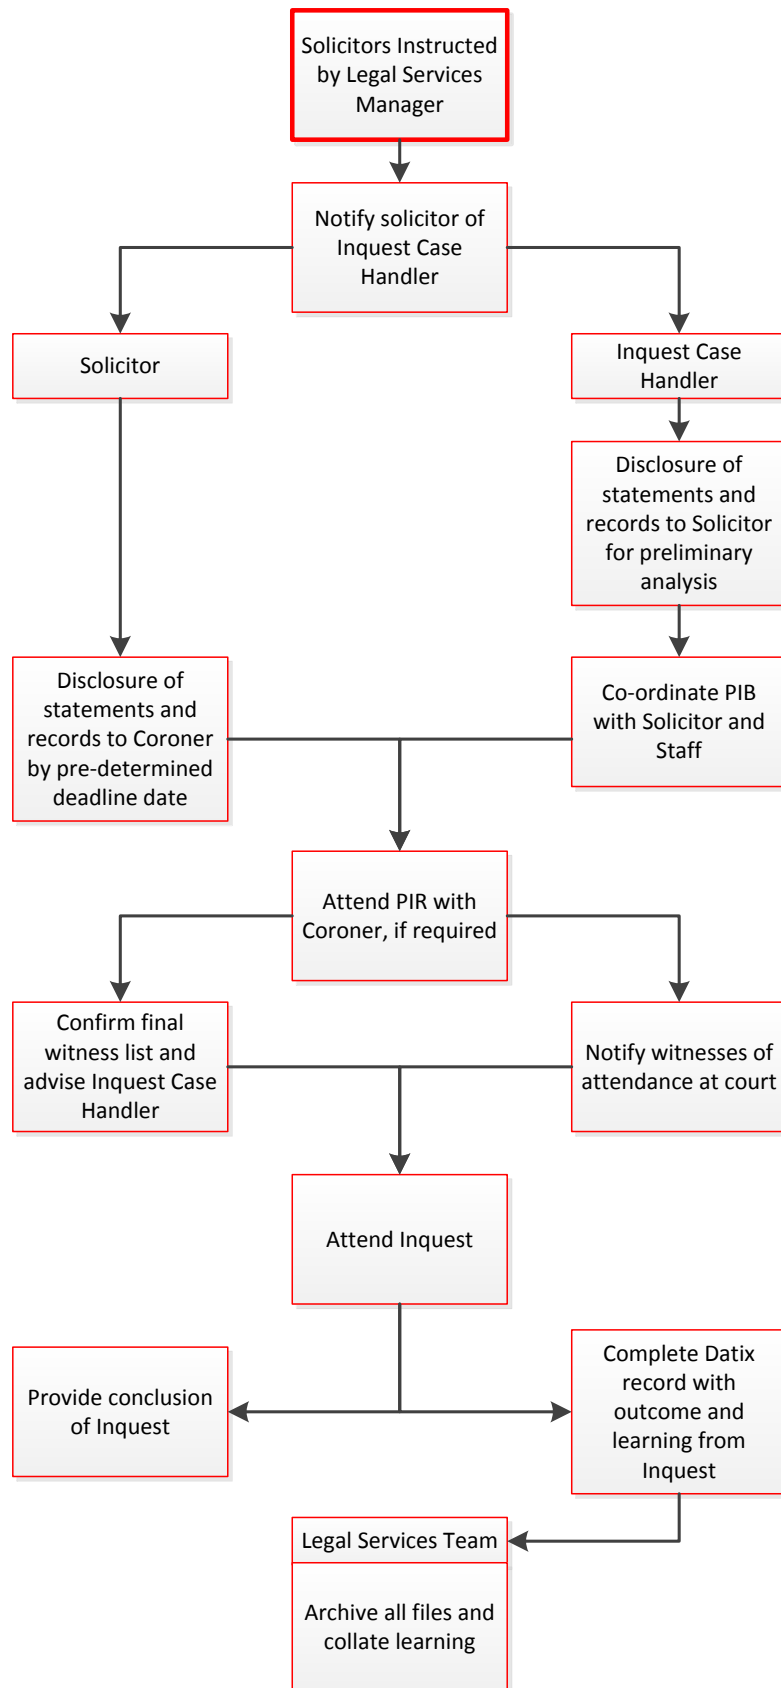 Solicitors Instructed
by Legal Services
Manager
Notify solicitor of
Inquest Case
Handler
Solicitor
Inquest Case
Handler
Disclosure of
statements and
records to Solicitor
for preliminary
analysis
Disclosure of
statements and
records to Coroner
by pre-determined
deadline date
Co-ordinate PIB
with Solicitor and
Staff
Attend PIR with
Coroner, if required
Confirm final
witness list and
advise Inquest Case
Handler
Notify witnesses of
attendance at court
Attend Inquest
Provide conclusion
of Inquest
Complete Datix
record with
outcome and
learning from
Inquest
Legal Services Team
Archive all files and
collate learning